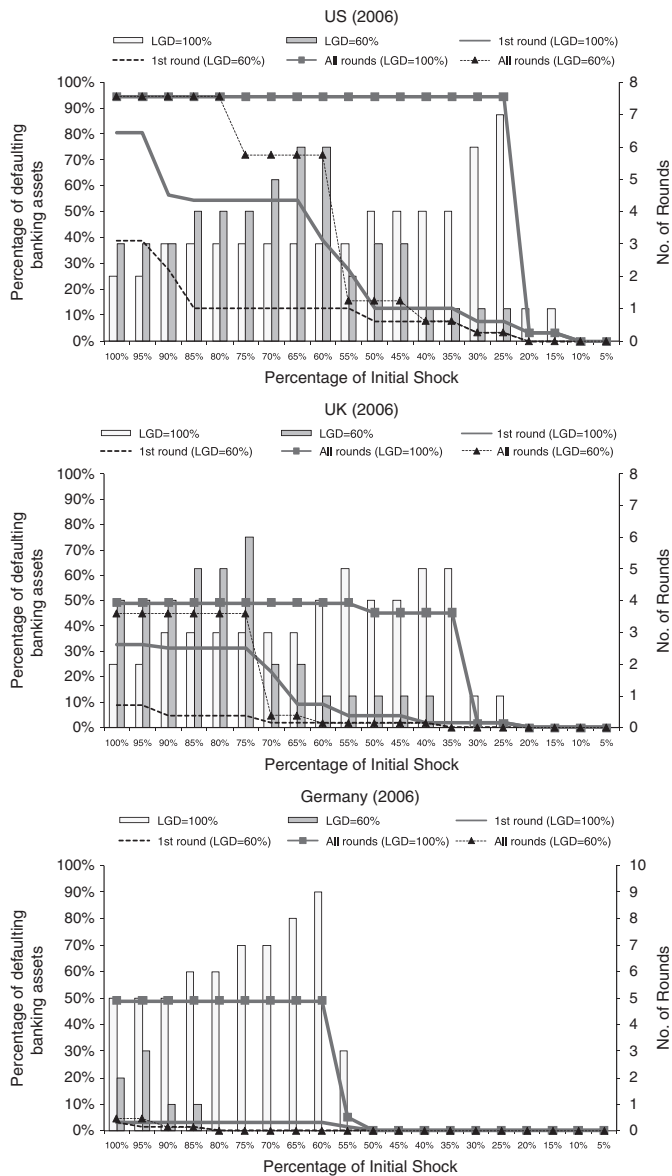 US (2006)
LGD=100% LGD=60% 1st round (LGD=100%)
1st round (LGD=60%) All rounds (LGD=100%) All rounds (LGD=60%)
Percentage of defaulting
banking assets
100%
90%
80%
70%
60%
50%
40%
30%
20%
10%
0%
8
7
6
5
4
3
2
1
0
No. of Rounds
100% 95% 90% 85% 80% 75% 70% 65% 60% 55% 50% 45% 40% 35% 30% 25% 20% 15% 10% 5%
Percentage of Initial Shock
UK (2006)
LGD=100% LGD=60% 1st round (LGD=100%)
1st round (LGD=60%) All rounds (LGD=100%) All rounds (LGD=60%)
Percentage of defaulting
banking assets
100%
90%
80%
70%
60%
50%
40%
30%
20%
10%
0%
8
7
6
5
4
3
2
1
0
No. of Rounds
100% 95% 90% 85% 80% 75% 70% 65% 60% 55% 50% 45% 40% 35% 30% 25% 20% 15% 10% 5%
Percentage of Initial Shock
Germany (2006)
LGD=100% LGD=60% 1st round (LGD=100%)
1st round (LGD=60%) All rounds (LGD=100%) All rounds (LGD=60%)
Percentage of defaulting
banking assets
100%
90%
80%
70%
60%
50%
40%
30%
20%
10%
0%
10
9
8
7
6
5
4
3
2
1
0
No. of Rounds
100% 95% 90% 85% 80% 75% 70% 65% 60% 55% 50% 45% 40% 35% 30% 25% 20% 15% 10% 5%
Percentage of Initial Shock